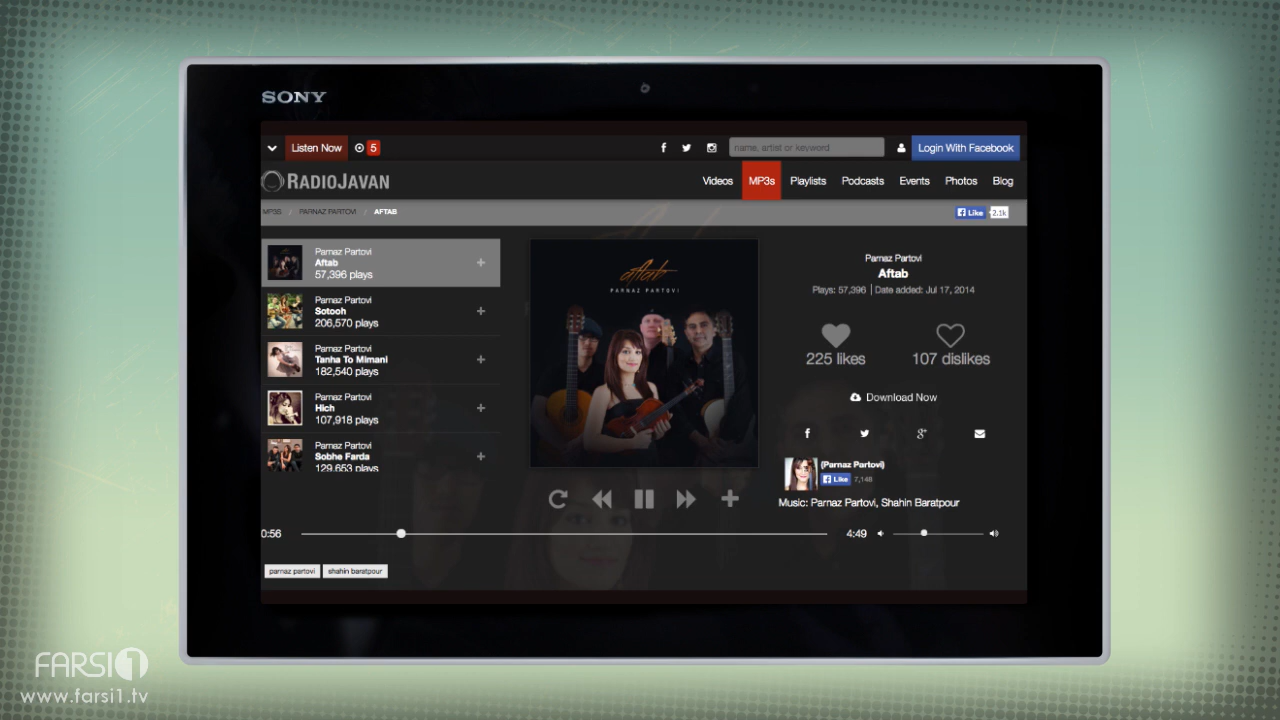 SONY
Listen Now 5 name, artist or keyword Login With Facebook
RADIOJAVAN Videos MP3s Playlists Podcasts Events Photos Blog
MP3S / PARNAZ PARTOVI / AFTAB Like 2.1k
Parnaz Partovi
Aftab
57,396 plays
Parnaz Partovi
Sotooh
206,570 plays
Parnaz Partovi
Tanha To Mimani
182,540 plays
Parnaz Partovi
Hich
107,918 plays
Parnaz Partovi
Sobhe Farda
129,653 plays
aftab
PARNAZ PARTOVI
Parnaz Partovi
Aftab
Plays: 57,396 | Date added: Jul 17, 2014
225 likes 107 dislikes
Download Now
(Parnaz Partovi)
Like 7,148
Music: Parnaz Partovi, Shahin Baratpour
0:56 4:49
parnaz partovi shahin baratpour
FARSI1
www.farsi1.tv